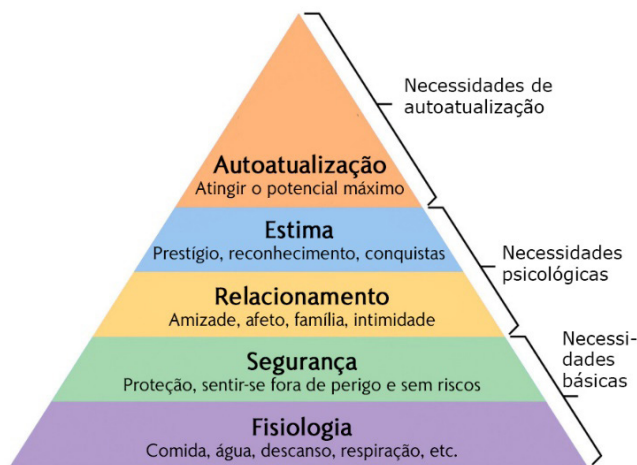 Necessidades de
autoatualização
Autoatualização
Atingir o potencial máximo
Estima
Prestígio, reconhecimento, conquistas
Necessidades
psicológicas
Relacionamento
Amizade, afeto, família, intimidade
Necessi-
dades
básicas
Segurança
Proteção, sentir-se fora de perigo e sem riscos
Fisiologia
Comida, água, descanso, respiração, etc.